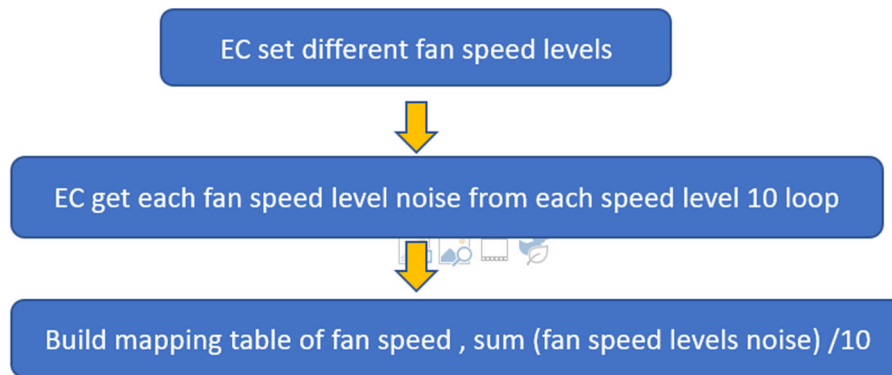 EC set different fan speed levels
EC get each fan speed level noise from each speed level 10 loop
Build mapping table of fan speed , sum (fan speed levels noise) /10